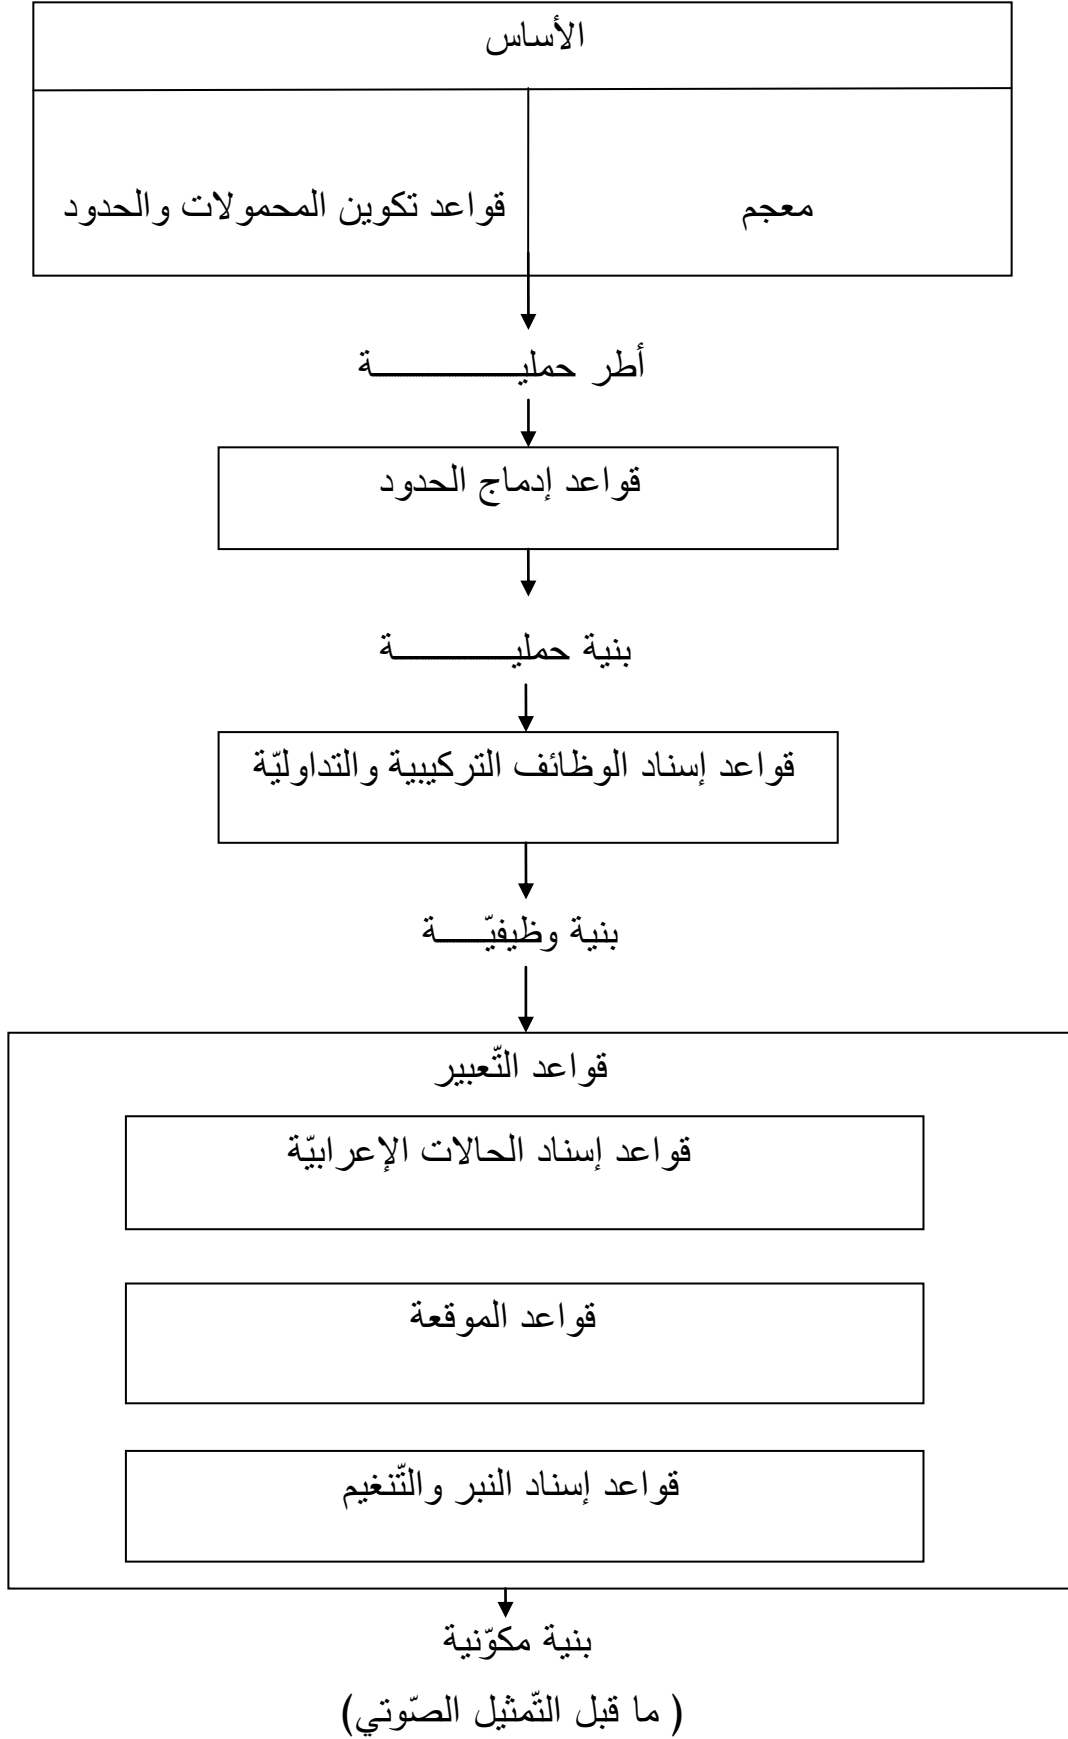 الأساس
معجم
قواعد تكوين المحمولات والحدود
أطر حمليـــــــــــــة
قواعد إدماج الحدود
بنية حمليـــــــــــة
قواعد إسناد الوظائف التركيبية والتداوليّة
بنية وظيفيّــــــة
قواعد التّعبير
قواعد إسناد الحالات الإعرابيّة
قواعد الموقعة
قواعد إسناد النبر والتّنغيم
بنية مكوّنية
( ما قبل التّمثيل الصّوتي)